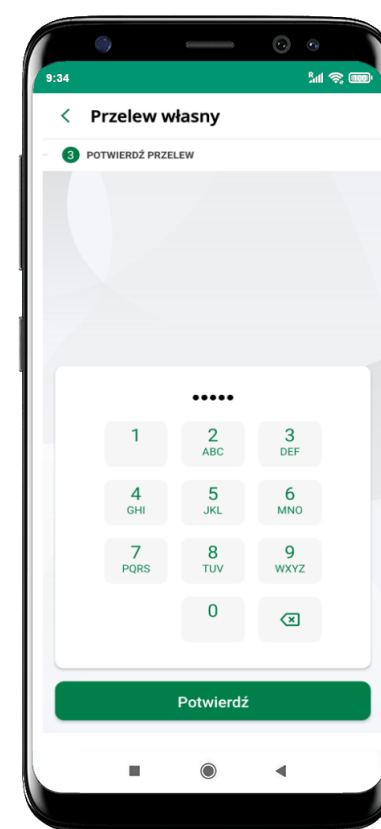 9:34
Przelew własny
3 POTWIERDŹ PRZELEW
•••••
1 2 3
ABC DEF
4 5 6
GHI JKL MNO
7 8 9
PQRS TUV WXYZ
0
Potwierdź